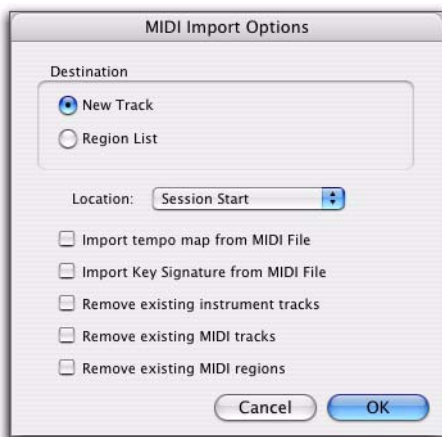 MIDI Import Options
Destination
New Track
Region List
Location: Session Start
Import tempo map from MIDI File
Import Key Signature from MIDI File
Remove existing instrument tracks
Remove existing MIDI tracks
Remove existing MIDI regions
Cancel OK